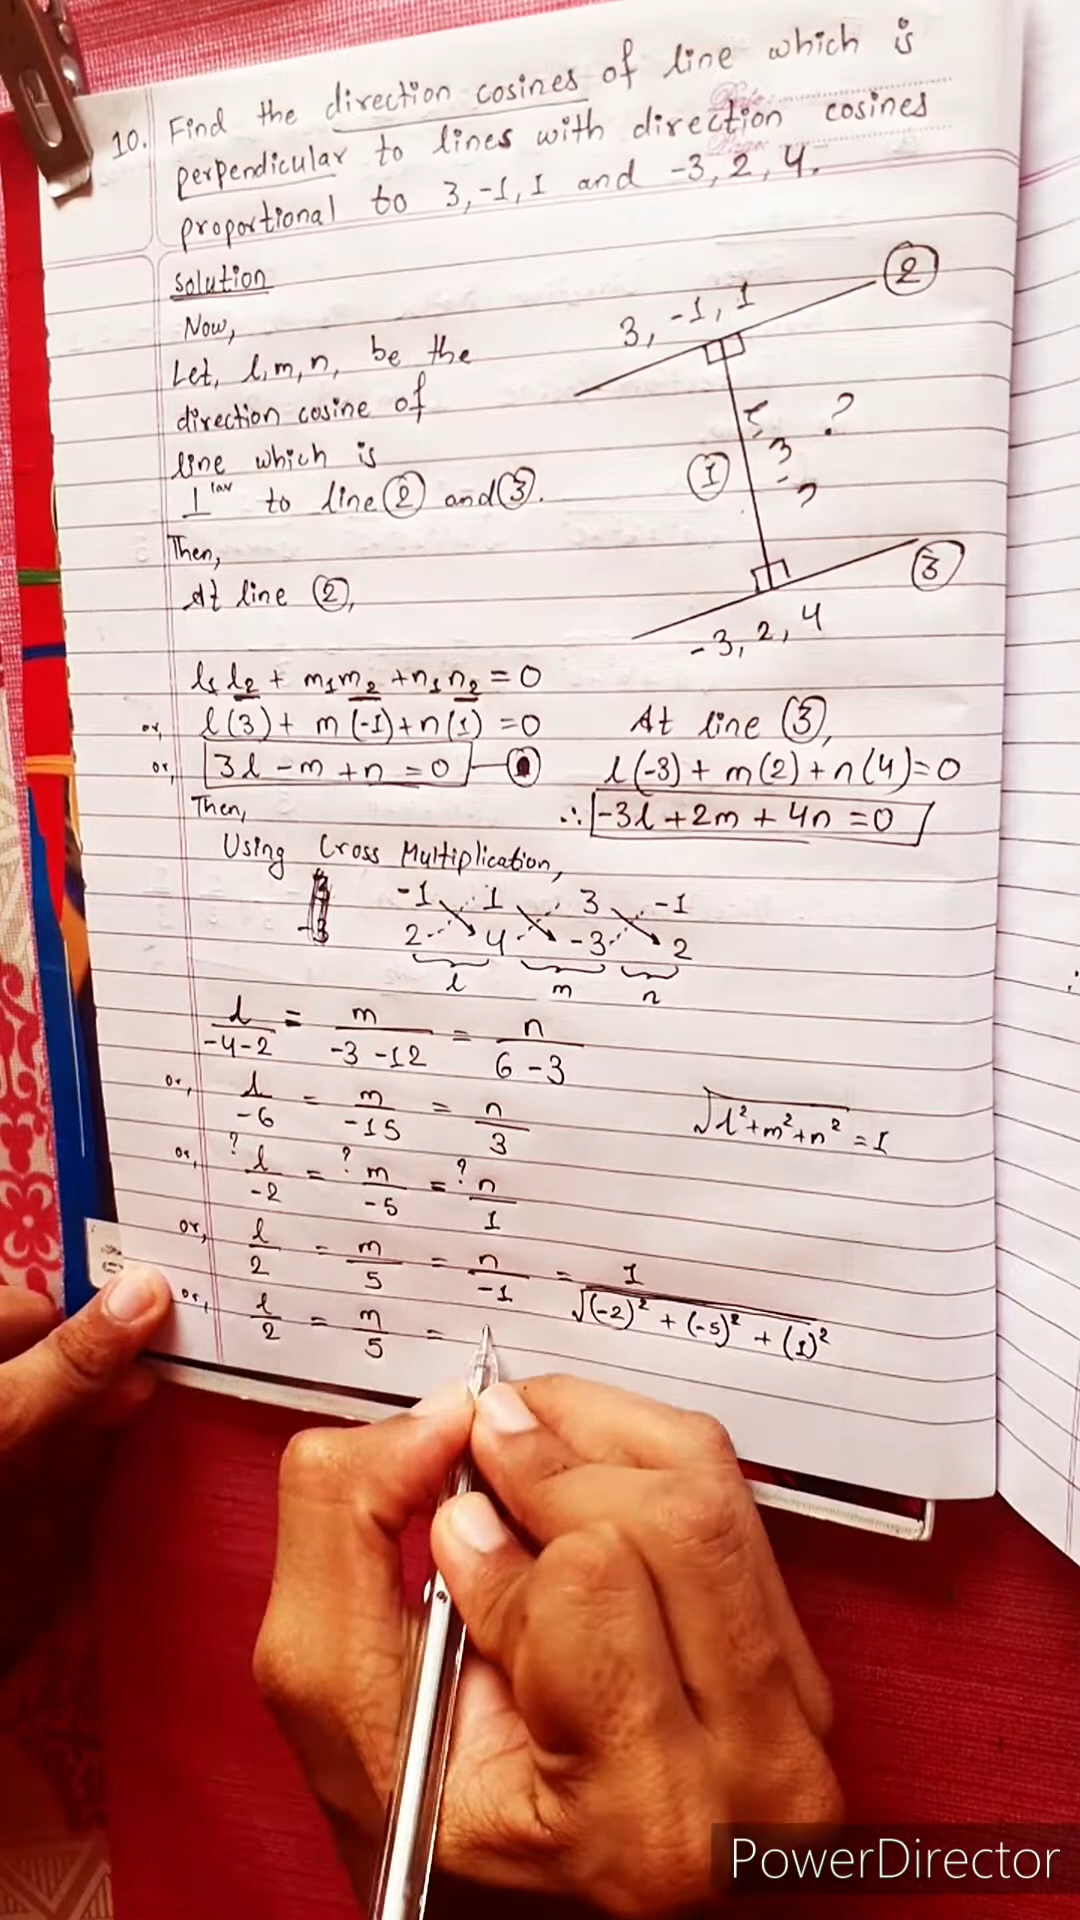 10. Find the direction cosines of line which is
perpendicular to lines with direction cosines
proportional to 3, -1, 1 and -3, 2, 4.
Solution
Now,
Let, l, m, n, be the
direction cosine of
line which is
⊥lar to line ② and ③.
Then,
At line ②,
3, -1, 1
②
①
l, m, n ?
③
-3, 2, 4
l₁ l₂ + m₁m₂ + n₁n₂ = 0
or, l(3) + m(-1) + n(1) = 0
or, 3l - m + n = 0
At line ③,
l(-3) + m(2) + n(4) = 0
∴ -3l + 2m + 4n = 0
Then,
Using Cross Multiplication,
-1 1 3 -1
2 4 -3 2
l m n
l/-4-2 = m/-3-12 = n/6-3
or, l/-6 = m/-15 = n/3
√l²+m²+n² = 1
or, ? l/-2 = ? m/-5 = ? n/1
or, l/2 = m/5 = n/-1 = 1/√(-2)² + (-5)² + (1)²
or, l/2 = m/5 =
PowerDirector